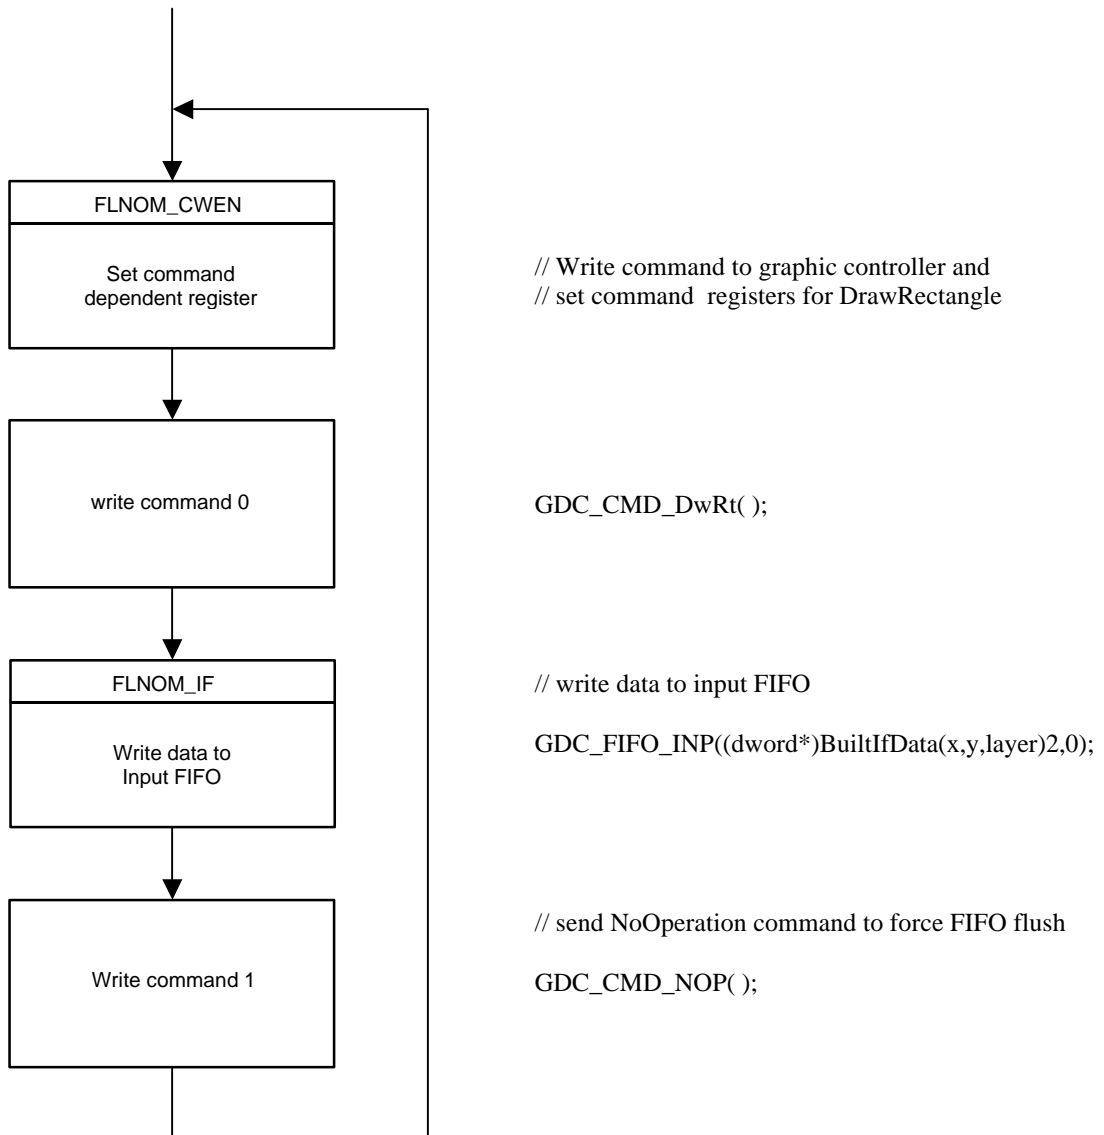 FLNOM_CWEN
Set command
dependent register
// Write command to graphic controller and
// set command  registers for DrawRectangle
write command 0
GDC_CMD_DwRt( );
FLNOM_IF
Write data to
Input FIFO
// write data to input FIFO
GDC_FIFO_INP((dword*)BuiltIfData(x,y,layer)2,0);
Write command 1
// send NoOperation command to force FIFO flush
GDC_CMD_NOP( );